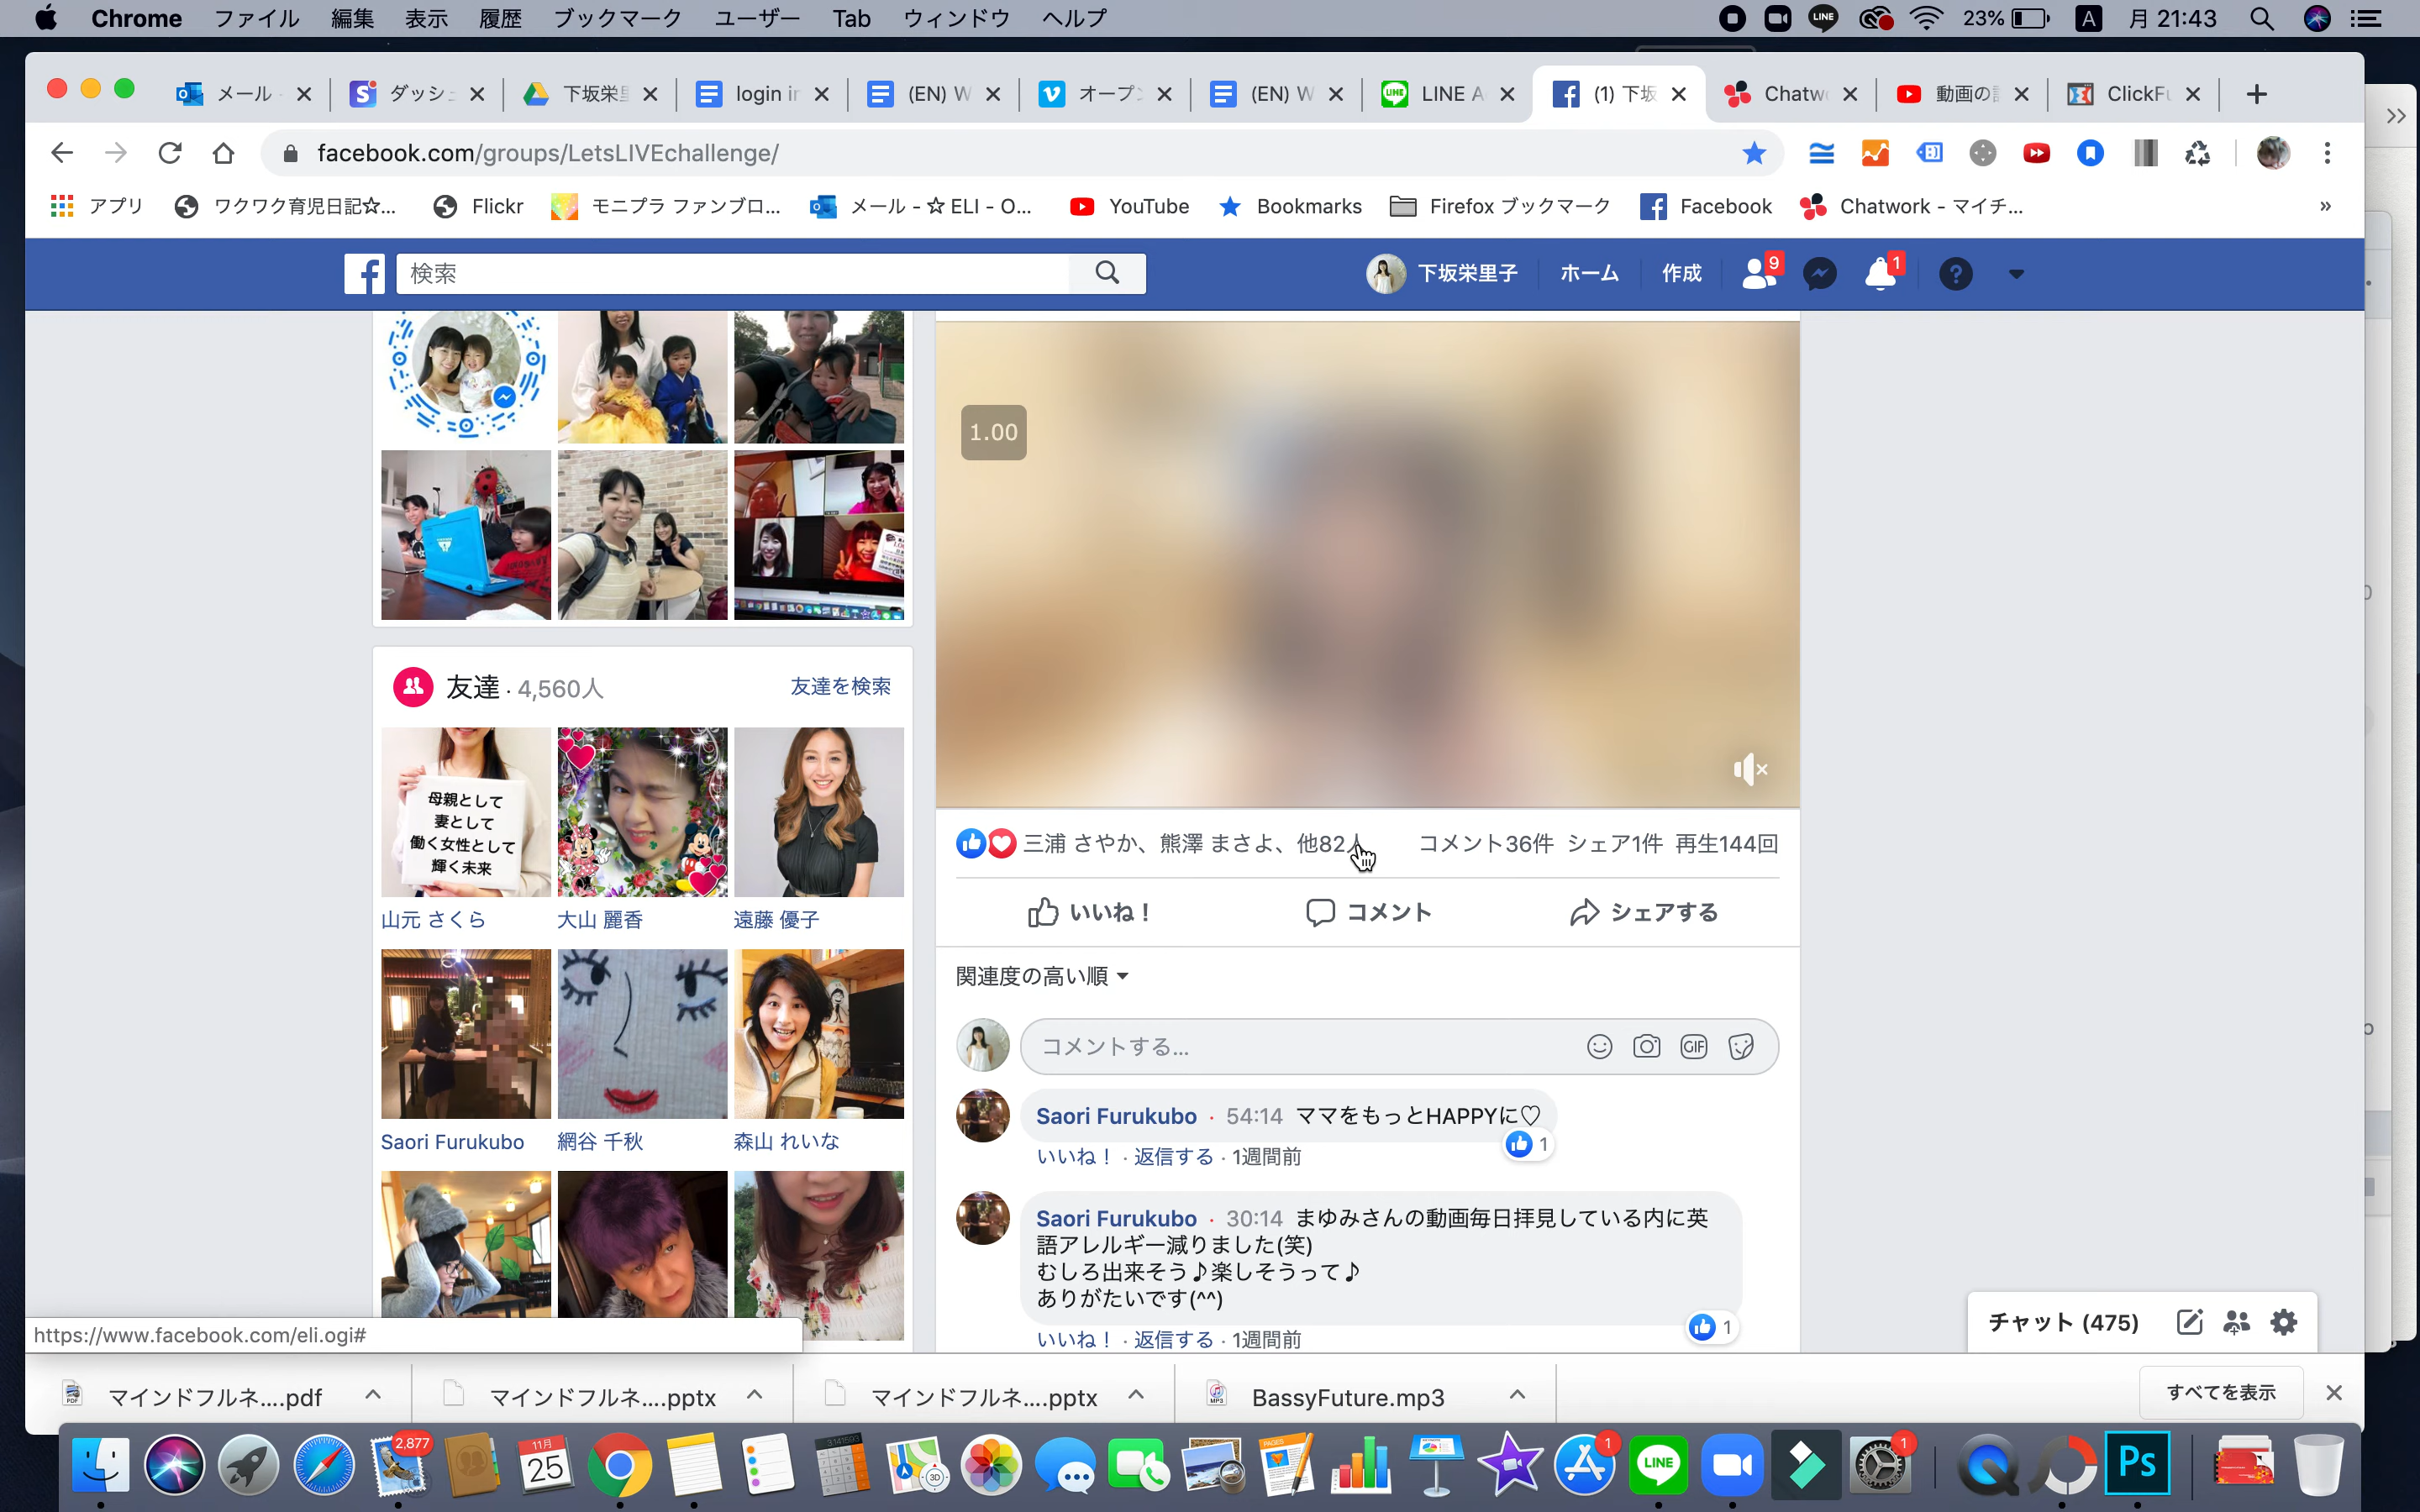 Chrome ファイル 編集 表示 履歴 ブックマーク ユーザー Tab ウィンドウ ヘルプ LINE 23% A 月 21:43
メール ダッシ 下坂栄里 login in (EN) W オープン (EN) W LINE A (1) 下坂 Chatw 動画の ClickFu
facebook.com/groups/LetsLIVEchallenge/
アプリ ワクワク育児日記☆... Flickr モニプラ ファンブロ... メール - ☆ ELI - O... YouTube Bookmarks Firefox ブックマーク Facebook Chatwork - マイチ... »
検索 下坂栄里子 ホーム 作成 9 1
1.00
友達 · 4,560人 友達を検索
母親として
妻として
働く女性として
輝く未来
山元 さくら 大山 麗香 遠藤 優子
Saori Furukubo 網谷 千秋 森山 れいな
三浦 さやか、熊澤 まさよ、他82人 コメント36件 シェア1件 再生144回
いいね！ コメント シェアする
関連度の高い順
コメントする... GIF
Saori Furukubo · 54:14 ママをもっとHAPPYに♡
1
いいね！ · 返信する · 1週間前
Saori Furukubo · 30:14 まゆみさんの動画毎日拝見している内に英
語アレルギー減りました(笑)
むしろ出来そう♪楽しそうって♪
ありがたいです(^^)
1
いいね！ · 返信する · 1週間前
チャット (475)
https://www.facebook.com/eli.ogi#
マインドフルネ....pdf マインドフルネ....pptx マインドフルネ....pptx BassyFuture.mp3 すべてを表示
2,877 11月 25 3D PAGES 1 LINE 1 Ps